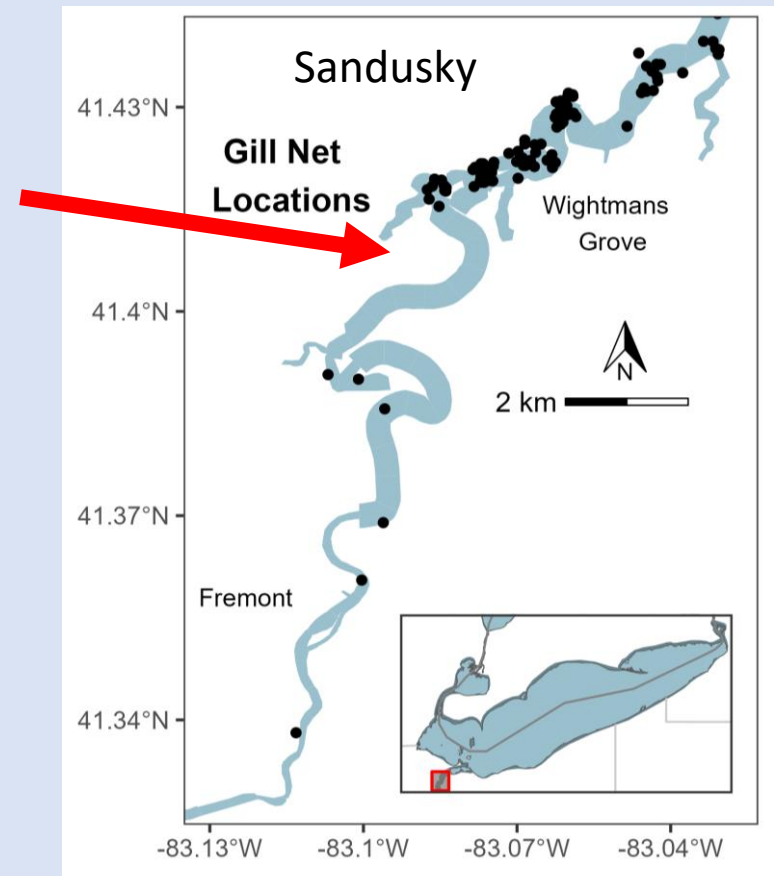 Sandusky
41.43°N
Gill Net
Locations
Wightmans
Grove
41.4°N
N
2 km
41.37°N
Fremont
41.34°N
-83.13°W
-83.1°W
-83.07°W
-83.04°W